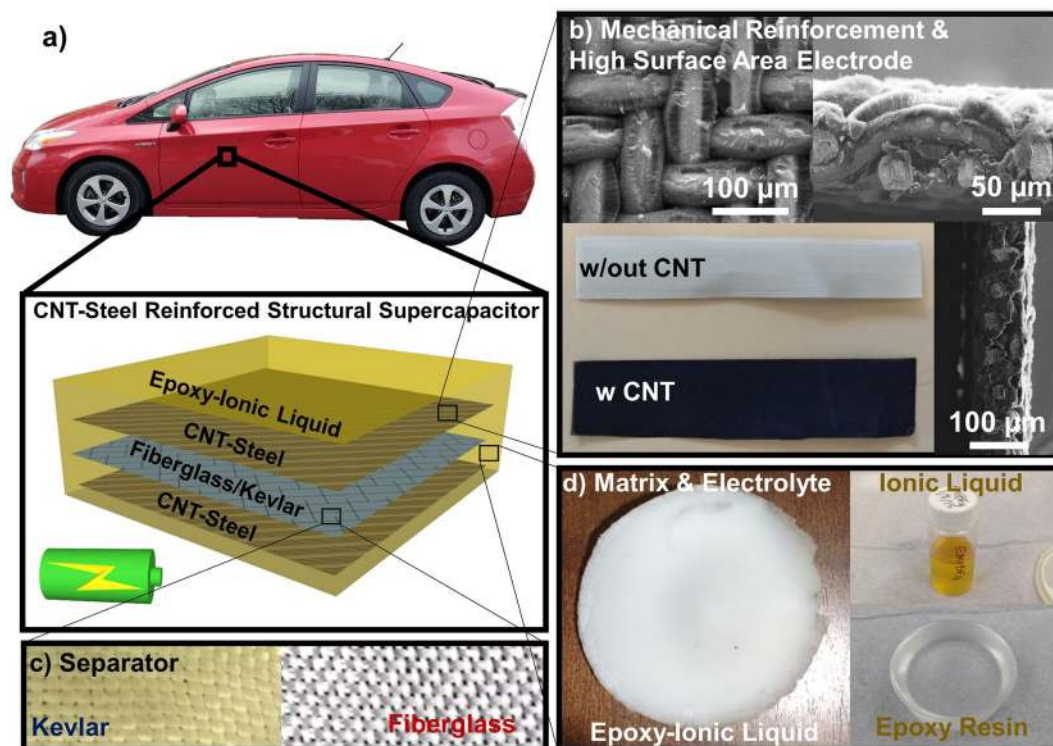 a)
CNT-Steel Reinforced Structural Supercapacitor
Epoxy-Ionic Liquid
CNT-Steel
Fiberglass/Kevlar
CNT-Steel
b) Mechanical Reinforcement &
High Surface Area Electrode
100 µm
50 µm
w/out CNT
w CNT
100 µm
c) Separator
Kevlar
Fiberglass
d) Matrix & Electrolyte
Epoxy-Ionic Liquid
Ionic Liquid
Epoxy Resin